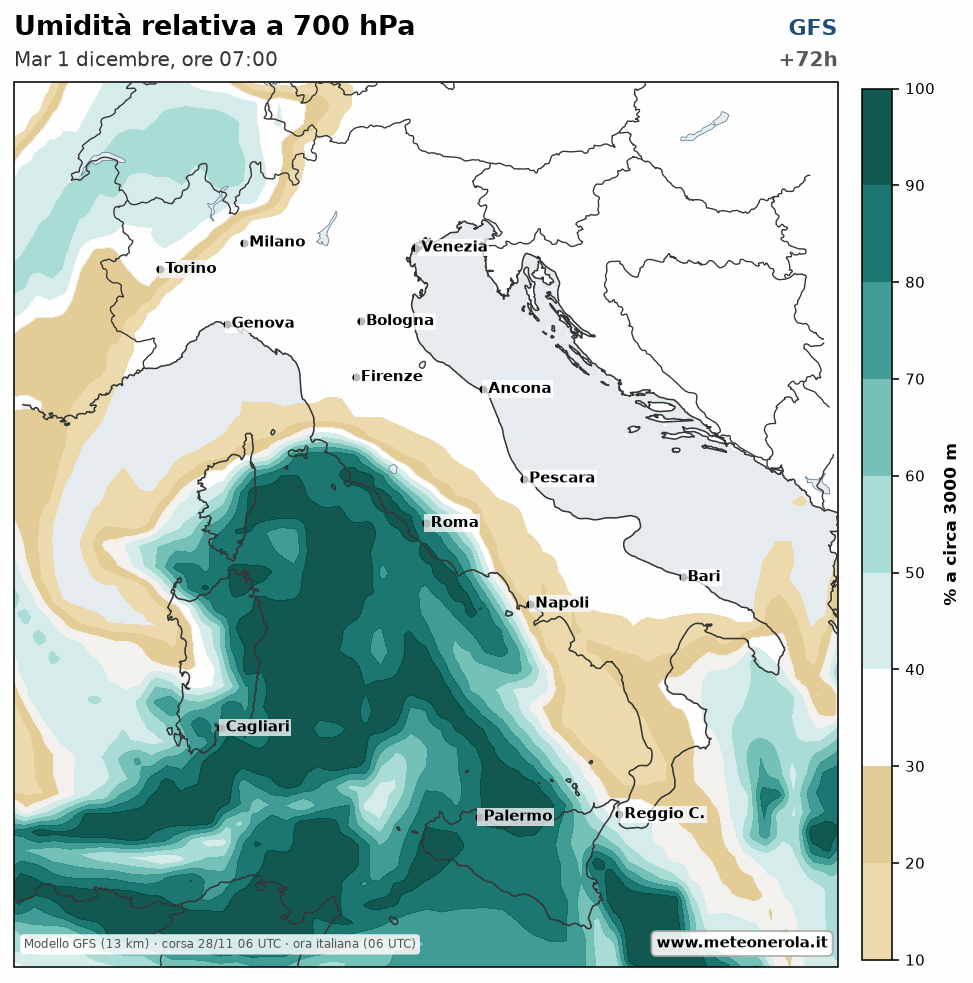 Umidità relativa a 700 hPa
GFS
Mar 1 dicembre, ore 07:00
+72h
100
90
80
70
60
50
40
30
20
10
% a circa 3000 m
Milano
Venezia
Torino
Genova
Bologna
Firenze
Ancona
Pescara
Roma
Bari
Napoli
Cagliari
Palermo
Reggio C.
Modello GFS (13 km) · corsa 28/11 06 UTC · ora italiana (06 UTC)
www.meteonerola.it